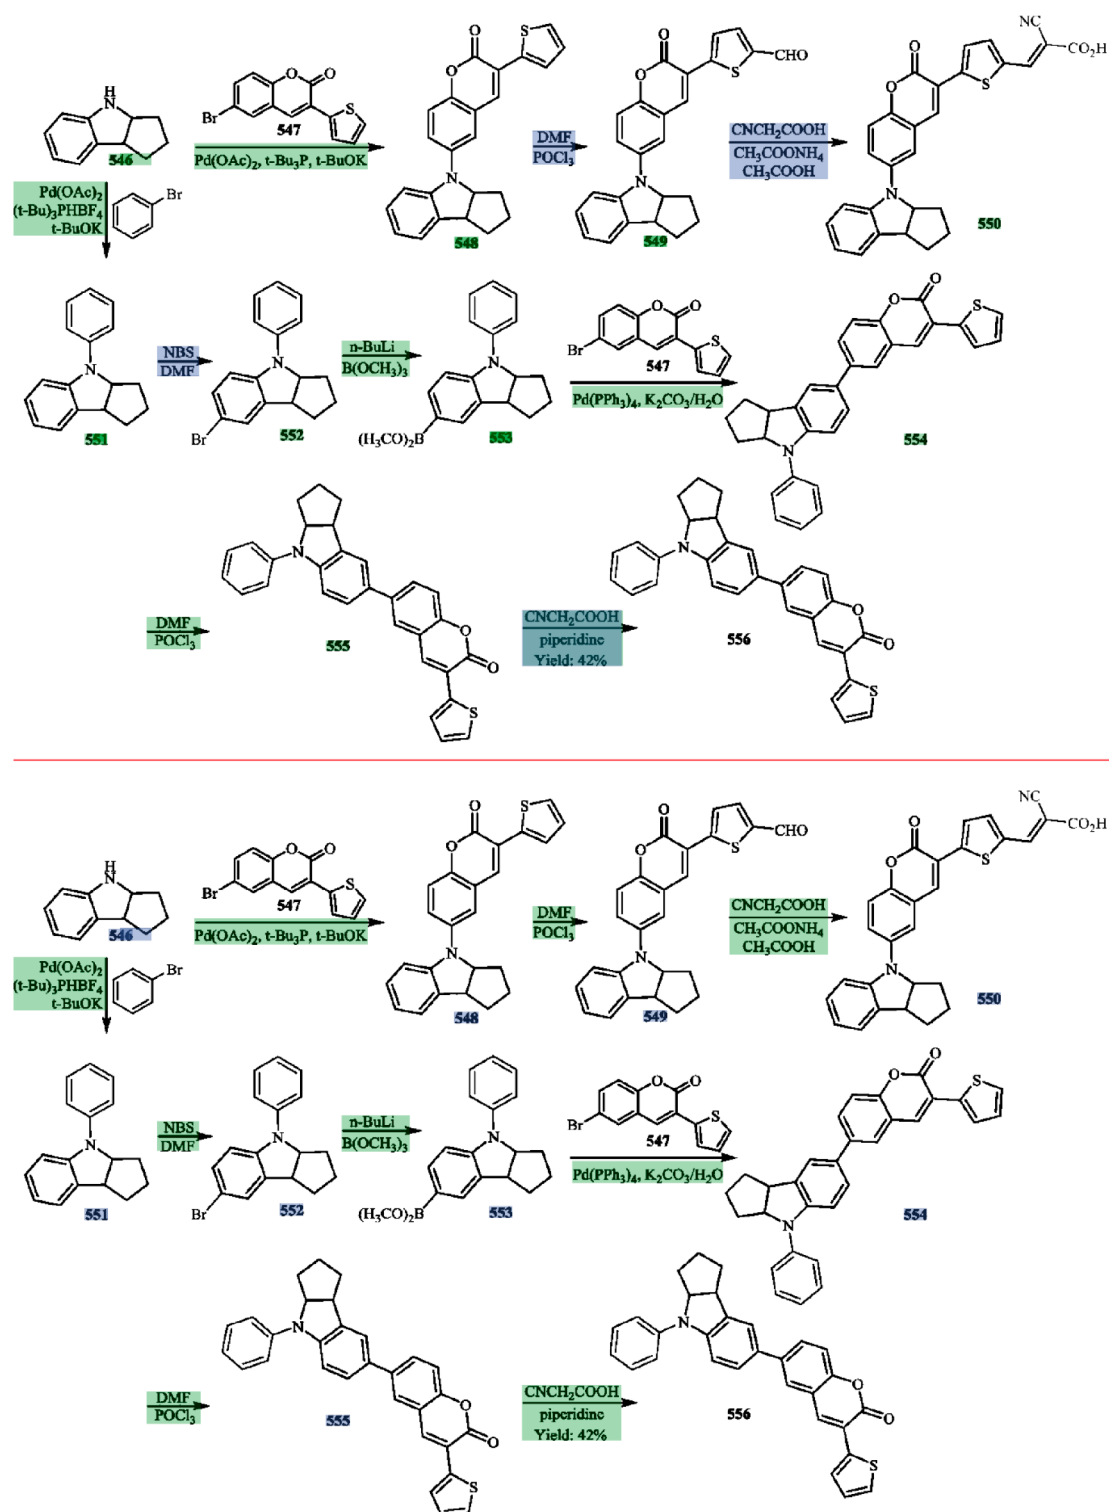 NC
CO₂H
O
S
O
S
CHO
O
S
H
N
O
O
O
O
O
Br
547
S
CNCH₂COOH
546
Pd(OAc)₂, t-Bu₃P, t-BuOK
DMF
POCl₃
CH₃COOONH₄
CH₃COOH
Pd(OAc)₂
(t-Bu)₃PHBF₄
t-BuOK
Br
N
N
N
548
549
550
N
NBS
DMF
N
n-BuLi
B(OCH₃)₃
N
O
O
Br
547
S
O
O
S
Pd(PPh₃)₄, K₂CO₃/H₂O
551
Br
552
(H₃CO)₂B
553
554
N
N
N
DMF
POCl₃
555
O
O
S
CNCH₂COOH
piperidine
Yield: 42%
556
O
O
S
NC
CO₂H
O
S
O
S
CHO
O
S
H
N
O
O
O
O
O
Br
547
S
CNCH₂COOH
546
Pd(OAc)₂, t-Bu₃P, t-BuOK
DMF
POCl₃
CH₃COOONH₄
CH₃COOH
Pd(OAc)₂
(t-Bu)₃PHBF₄
t-BuOK
Br
N
N
N
548
549
550
N
NBS
DMF
N
n-BuLi
B(OCH₃)₃
N
O
O
Br
547
S
O
O
S
Pd(PPh₃)₄, K₂CO₃/H₂O
551
Br
552
(H₃CO)₂B
553
554
N
N
N
DMF
POCl₃
555
O
O
S
CNCH₂COOH
piperidine
Yield: 42%
556
O
O
S